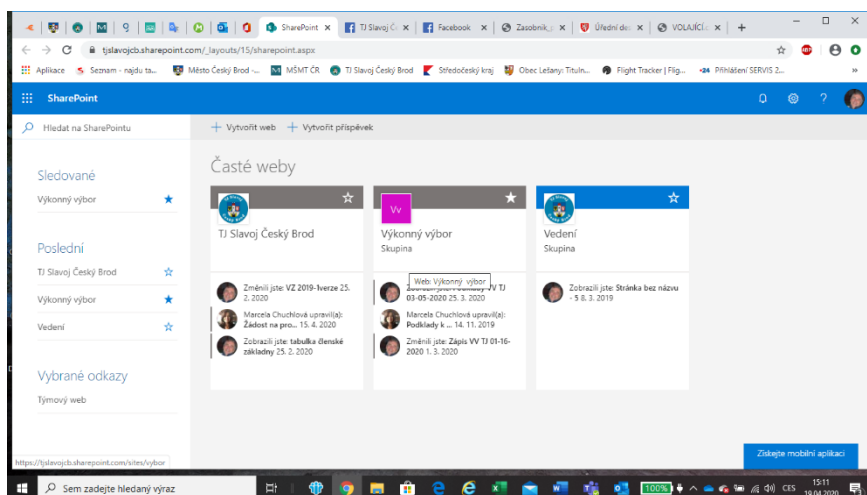 SharePoint
TJ Slavoj Č
Facebook
Zasobnik_
Úřední de
VOLAJÍCÍ
tjslavojcb.sharepoint.com/_layouts/15/sharepoint.aspx
Aplikace
Seznam - najdu ta...
Město Český Brod -...
MŠMT ČR
TJ Slavoj Český Brod
Středočeský kraj
Obec Lešany: Tituln...
Flight Tracker | Flig...
Přihlášení SERVIS 2...
SharePoint
Hledat na SharePointu
Vytvořit web
Vytvořit příspěvek
Sledované
Výkonný výbor
Poslední
TJ Slavoj Český Brod
Výkonný výbor
Vedení
Vybrané odkazy
Týmový web
Časté weby
TJ Slavoj Český Brod
Změnili jste: VZ 2019-1verze 25.
2. 2020
Marcela Chuchlová upravil(a):
Žádost na pro... 15. 4. 2020
Zobrazili jste: tabulka členské
základny 25. 2. 2020
VV
Výkonný výbor
Skupina
Web: Výkonný výbor
03-05-2020 25. 3. 2020
Marcela Chuchlová upravil(a):
Podklady k ... 14. 11. 2019
Změnili jste: Zápis VV TJ 01-16-
2020 1. 3. 2020
Vedení
Skupina
Zobrazili jste: Stránka bez názvu
- 5 8. 3. 2019
https://tjslavojcb.sharepoint.com/sites/vybor
Získejte mobilní aplikaci
Sem zadejte hledaný výraz
100%
CES
15:11
19.04.2020